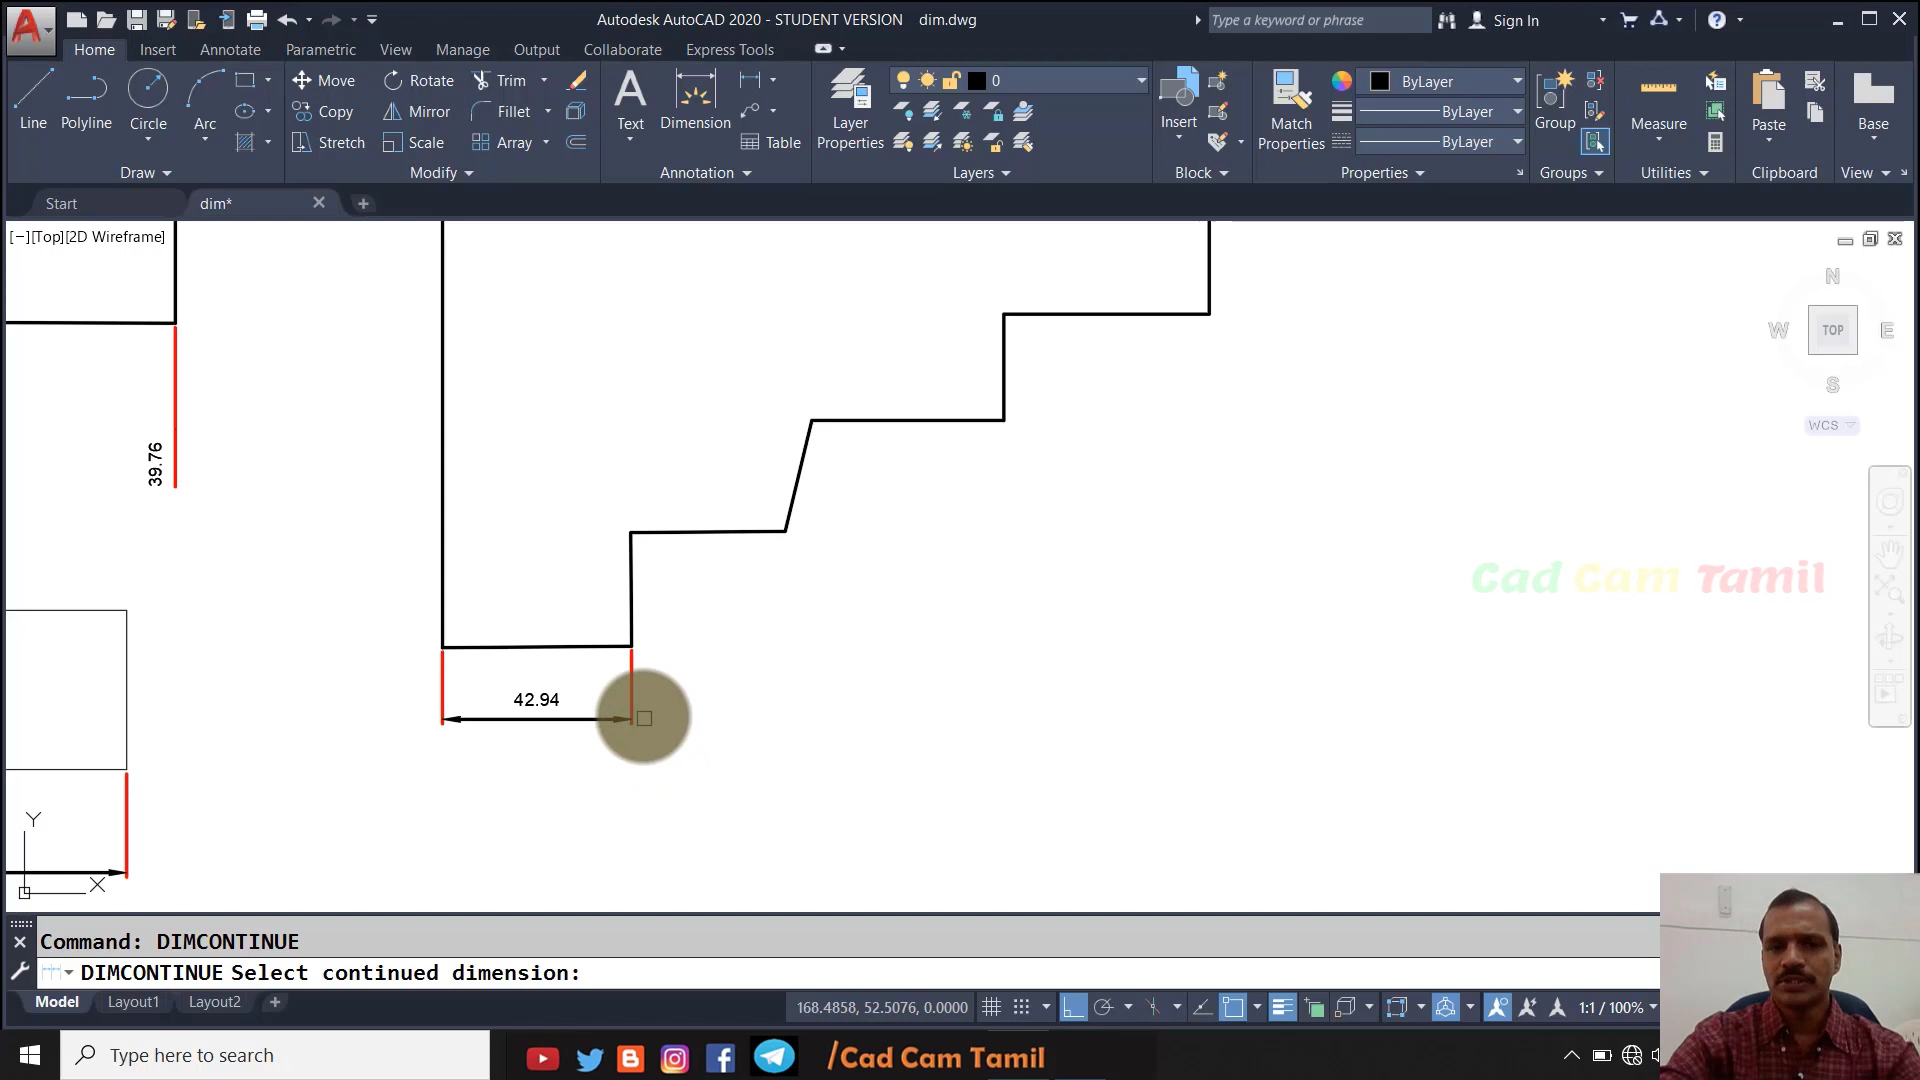 Autodesk AutoCAD 2020 - STUDENT VERSION dim.dwg
Type a keyword or phrase
Sign In
Home Insert Annotate Parametric View Manage Output Collaborate Express Tools
Line Polyline Circle Arc
Move Rotate Trim
Copy Mirror Fillet
Stretch Scale Array
Text Dimension Table
Layer Properties
0
Insert
Match Properties
ByLayer
ByLayer
ByLayer
Group
Measure
Paste
Base
Draw Modify Annotation Layers Block Properties Groups Utilities Clipboard View
Start dim*
[−][Top][2D Wireframe]
N
W TOP E
S
WCS
39.76
Cad Cam Tamil
42.94
Y
X
Command: DIMCONTINUE
DIMCONTINUE Select continued dimension:
Model Layout1 Layout2
168.4858, 52.5076, 0.0000
1:1 / 100%
Type here to search
/Cad Cam Tamil